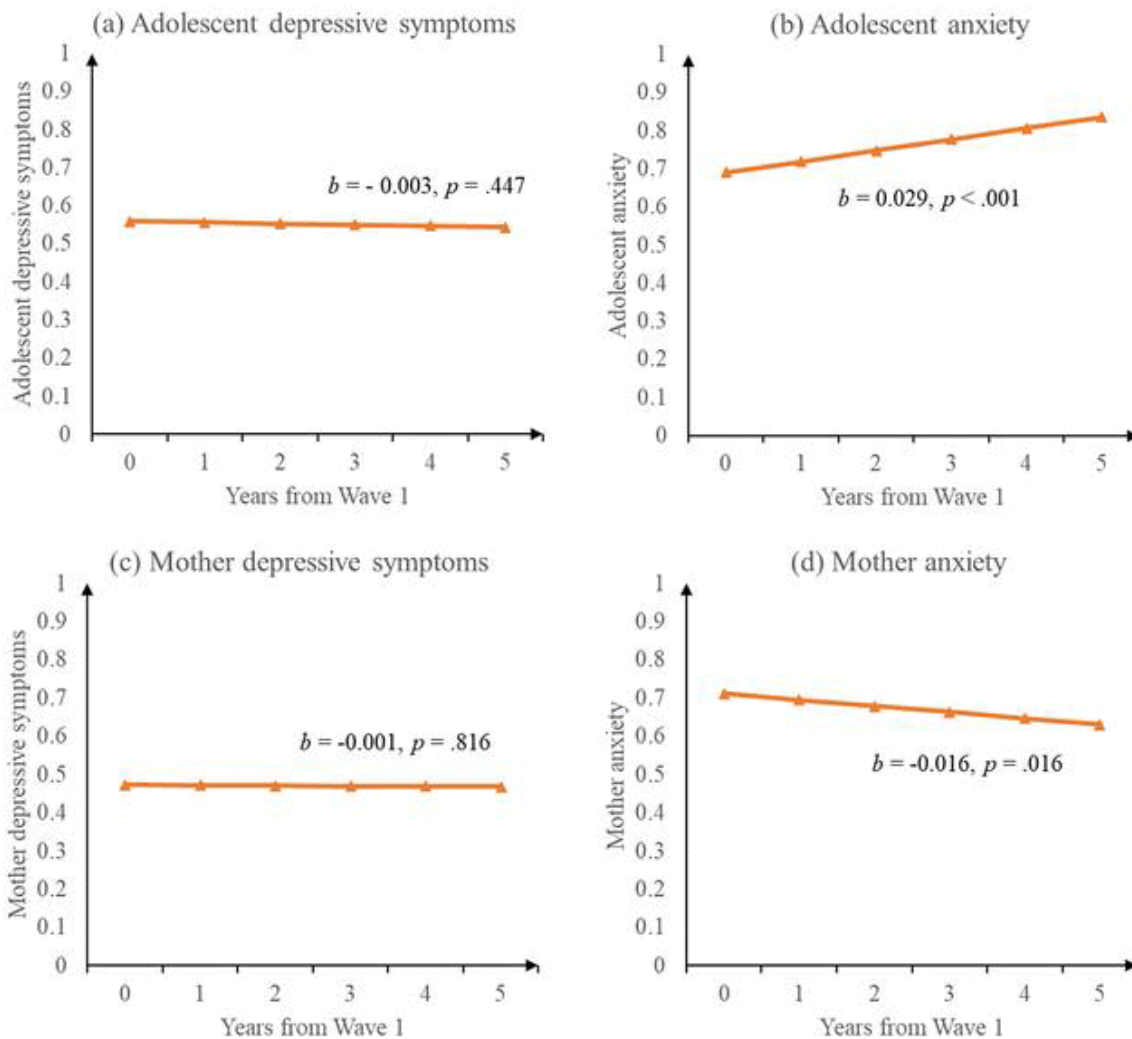 (a) Adolescent depressive symptoms
Adolescent depressive symptoms
1
0.9
0.8
0.7
0.6
0.5
0.4
0.3
0.2
0.1
0
b = - 0.003, p = .447
0 1 2 3 4 5
Years from Wave 1
(b) Adolescent anxiety
Adolescent anxiety
1
0.9
0.8
0.7
0.6
0.5
0.4
0.3
0.2
0.1
0
b = 0.029, p < .001
0 1 2 3 4 5
Years from Wave 1
(c) Mother depressive symptoms
Mother depressive symptoms
1
0.9
0.8
0.7
0.6
0.5
0.4
0.3
0.2
0.1
0
b = -0.001, p = .816
0 1 2 3 4 5
Years from Wave 1
(d) Mother anxiety
Mother anxiety
1
0.9
0.8
0.7
0.6
0.5
0.4
0.3
0.2
0.1
0
b = -0.016, p = .016
0 1 2 3 4 5
Years from Wave 1